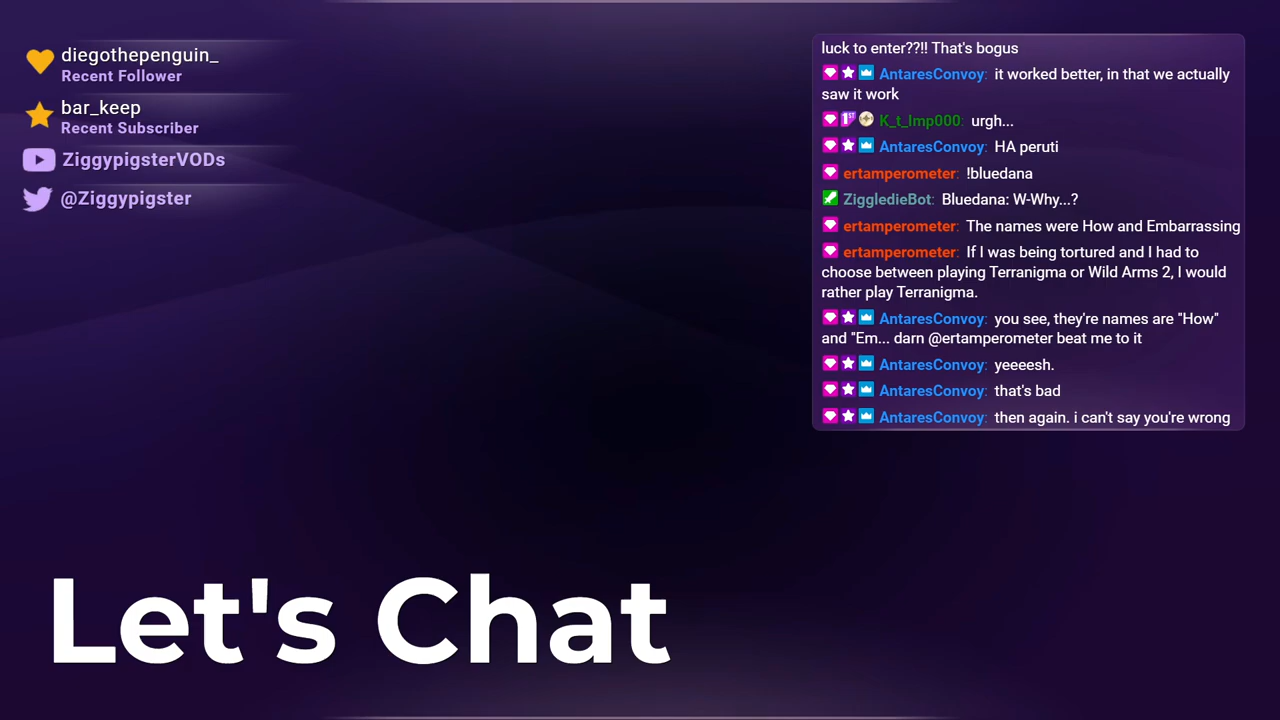 diegothepenguin_
Recent Follower
bar_keep
Recent Subscriber
ZiggypigsterVODs
@Ziggypigster
luck to enter??!! That's bogus
AntaresConvoy: it worked better, in that we actually
saw it work
K_t_Imp000: urgh...
AntaresConvoy: HA peruti
ertamperometer: !bluedana
ZiggledieBot: Bluedana: W-Why...?
ertamperometer: The names were How and Embarrassing
ertamperometer: If I was being tortured and I had to
choose between playing Terranigma or Wild Arms 2, I would
rather play Terranigma.
AntaresConvoy: you see, they're names are "How"
and "Em... darn @ertamperometer beat me to it
AntaresConvoy: yeeeesh.
AntaresConvoy: that's bad
AntaresConvoy: then again. i can't say you're wrong
Let's Chat